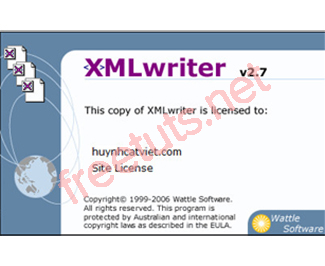 XMLwriter v2.7
This copy of XMLwriter is licensed to:
huynhcatviet.com
Site License
freetuts.net
Copyright© 1999-2006 Wattle Software.
All rights reserved. This program is
protected by Australian and international
copyright laws as described in the EULA.
Wattle
Software